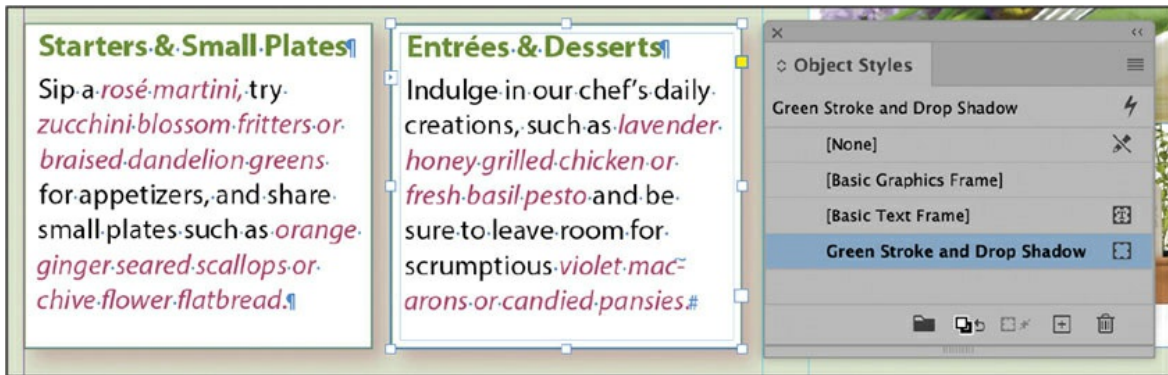 Starters & Small Plates¶
Sip a rosé martini, try
zucchini blossom fritters or
braised dandelion greens
for appetizers, and share
small plates such as orange
ginger seared scallops or
chive flower flatbread.¶
Entrées & Desserts¶
Indulge in our chef's daily
creations, such as lavender
honey grilled chicken or
fresh basil pesto and be
sure to leave room for
scrumptious violet mac-
arons or candied pansies.#
Object Styles
Green Stroke and Drop Shadow
[None]
[Basic Graphics Frame]
[Basic Text Frame]
Green Stroke and Drop Shadow